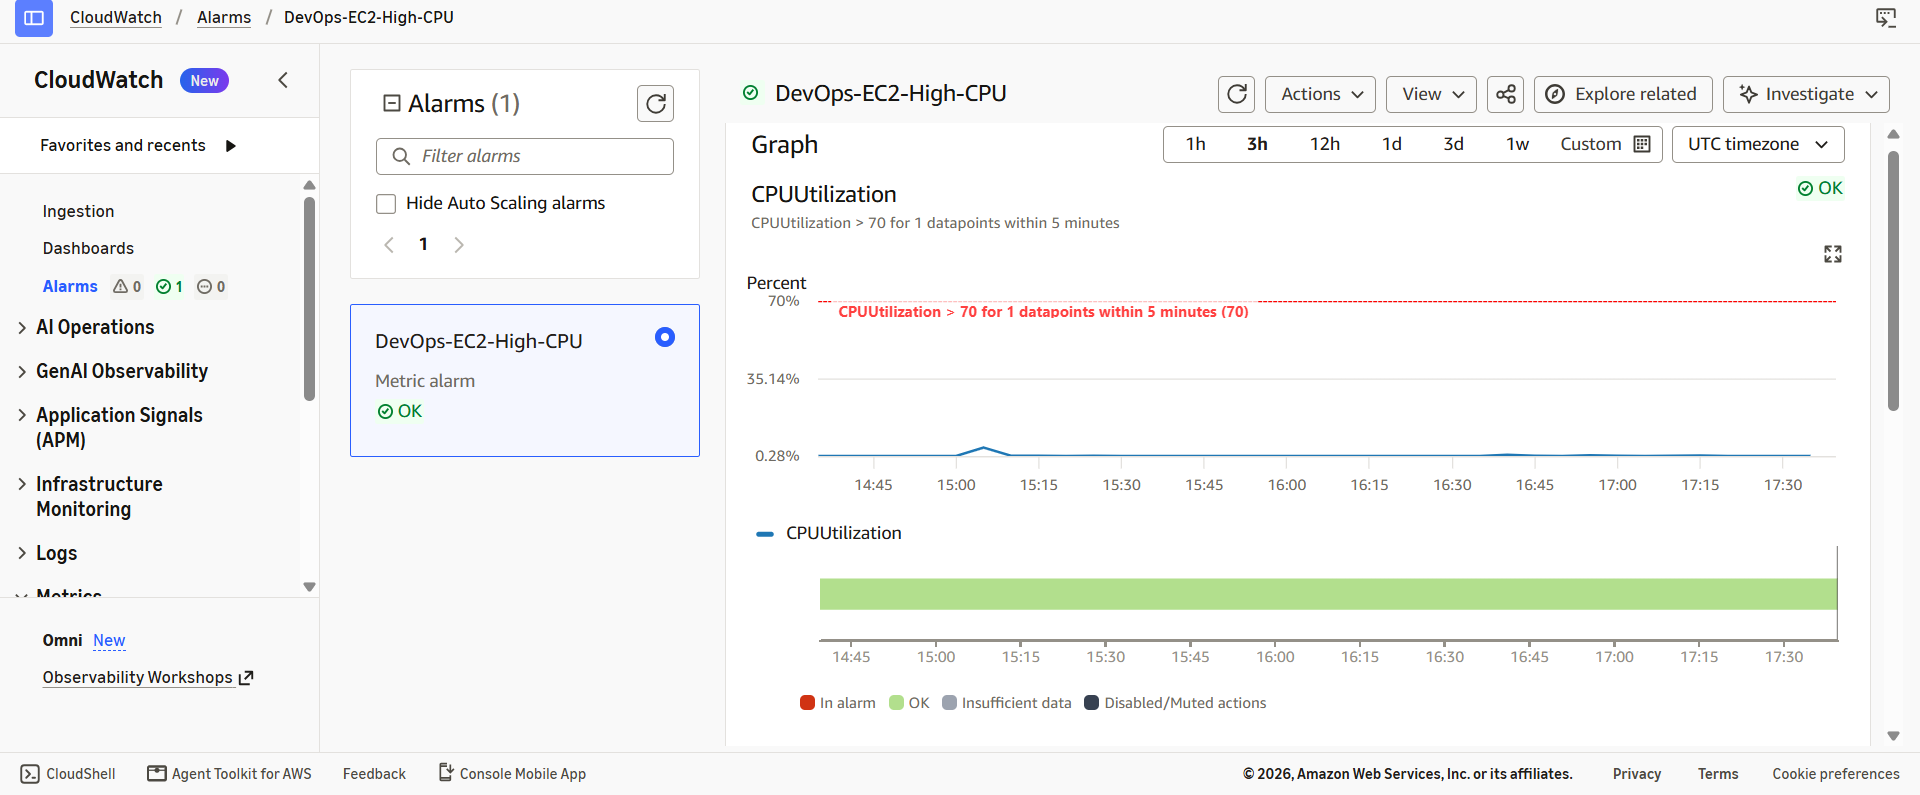 CloudWatch / Alarms / DevOps-EC2-High-CPU
CloudWatch New
Favorites and recents
Ingestion
Dashboards
Alarms 0 1 0
AI Operations
GenAI Observability
Application Signals
(APM)
Infrastructure
Monitoring
Logs
Metrics
Omni New
Observability Workshops
Alarms (1)
Filter alarms
Hide Auto Scaling alarms
1
DevOps-EC2-High-CPU
Metric alarm
OK
DevOps-EC2-High-CPU
Actions View Explore related Investigate
Graph
1h 3h 12h 1d 3d 1w Custom UTC timezone
CPUUtilization
OK
CPUUtilization > 70 for 1 datapoints within 5 minutes
Percent
70%
CPUUtilization > 70 for 1 datapoints within 5 minutes (70)
35.14%
0.28%
14:45 15:00 15:15 15:30 15:45 16:00 16:15 16:30 16:45 17:00 17:15 17:30
CPUUtilization
14:45 15:00 15:15 15:30 15:45 16:00 16:15 16:30 16:45 17:00 17:15 17:30
In alarm OK Insufficient data Disabled/Muted actions
CloudShell Agent Toolkit for AWS Feedback Console Mobile App © 2026, Amazon Web Services, Inc. or its affiliates. Privacy Terms Cookie preferences